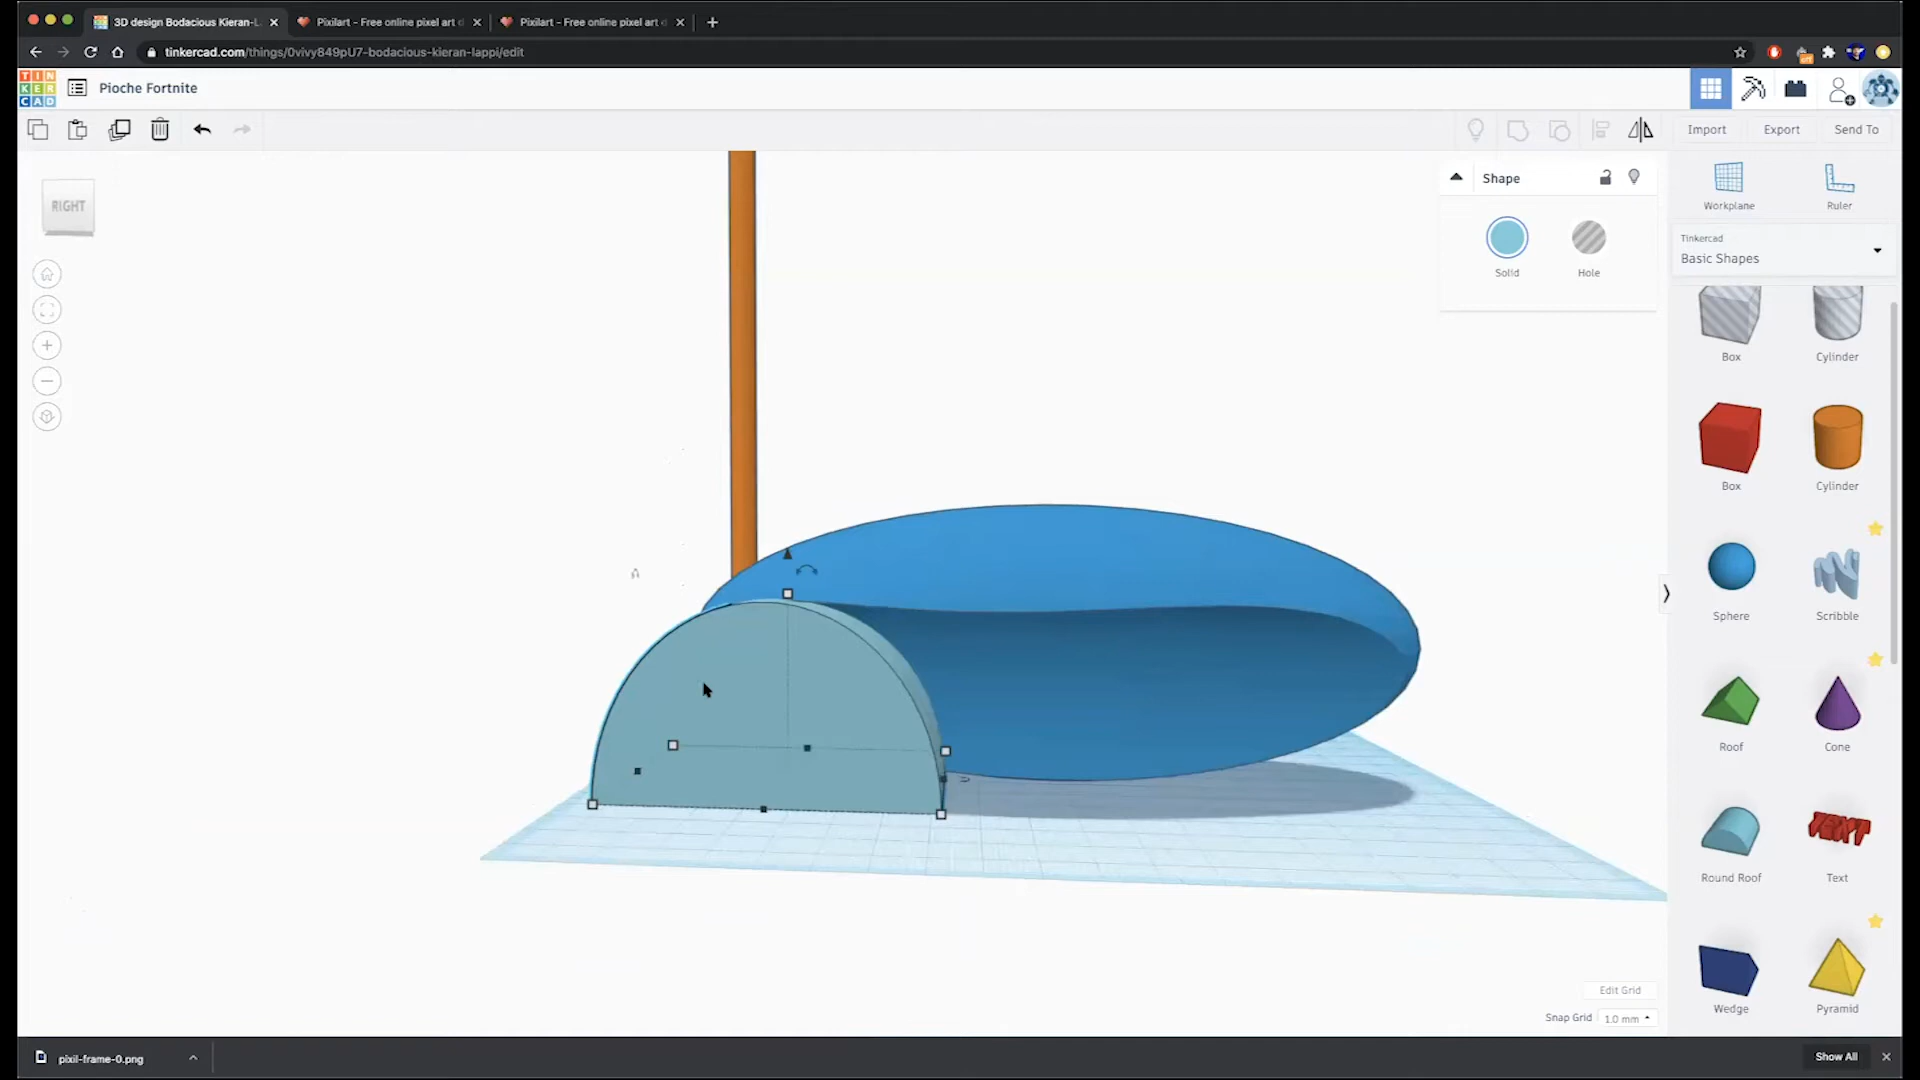 3D design Bodacious Kieran-L
Pixilart - Free online pixel art
Pixilart - Free online pixel art
tinkercad.com/things/0vivy849pU7-bodacious-kieran-lappi/edit
TIN
KER
CAD
Pioche Fortnite
Import
Export
Send To
RIGHT
Shape
Solid
Hole
Workplane
Ruler
Tinkercad
Basic Shapes
Box
Cylinder
Box
Cylinder
Sphere
Scribble
Roof
Cone
TEXT
Round Roof
Text
Wedge
Pyramid
Edit Grid
Snap Grid
1.0 mm
pixil-frame-0.png
Show All